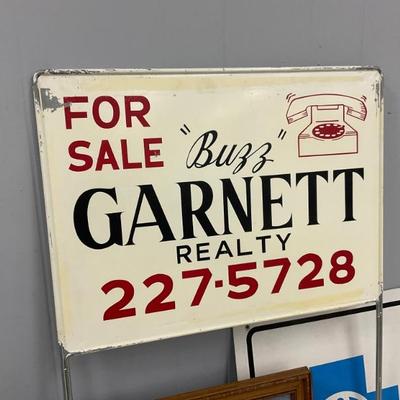 FOR
SALE "Buzz"
GARNETT
REALTY
227-5728